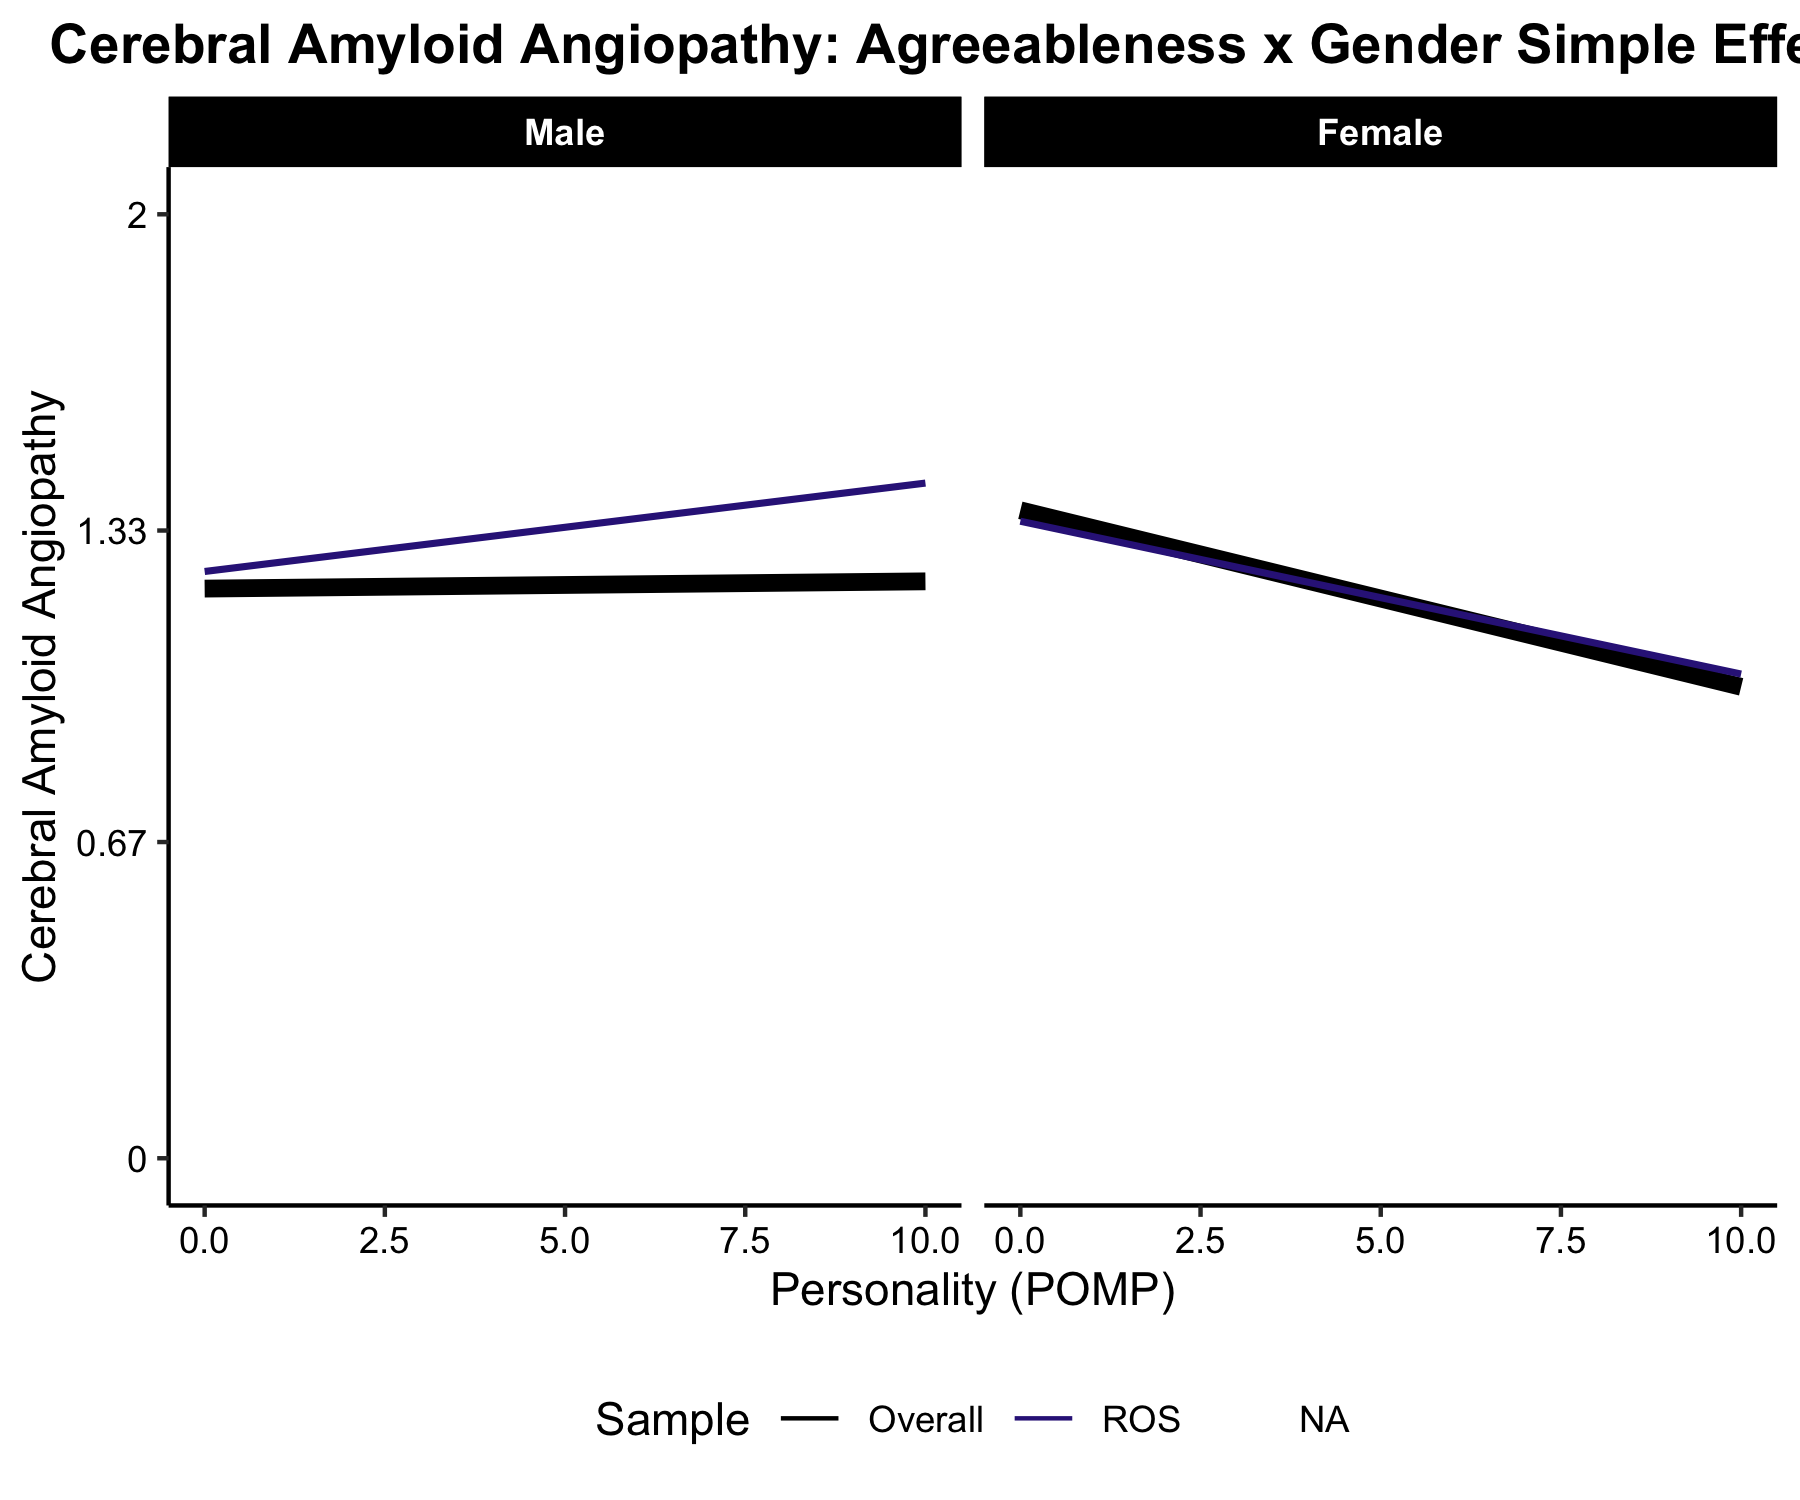 Cerebral Amyloid Angiopathy: Agreeableness x Gender Simple Effe
Male
Female
Cerebral Amyloid Angiopathy
2
1.33
0.67
0
0.0 2.5 5.0 7.5 10.0 0.0 2.5 5.0 7.5 10.0
Personality (POMP)
Sample Overall ROS NA